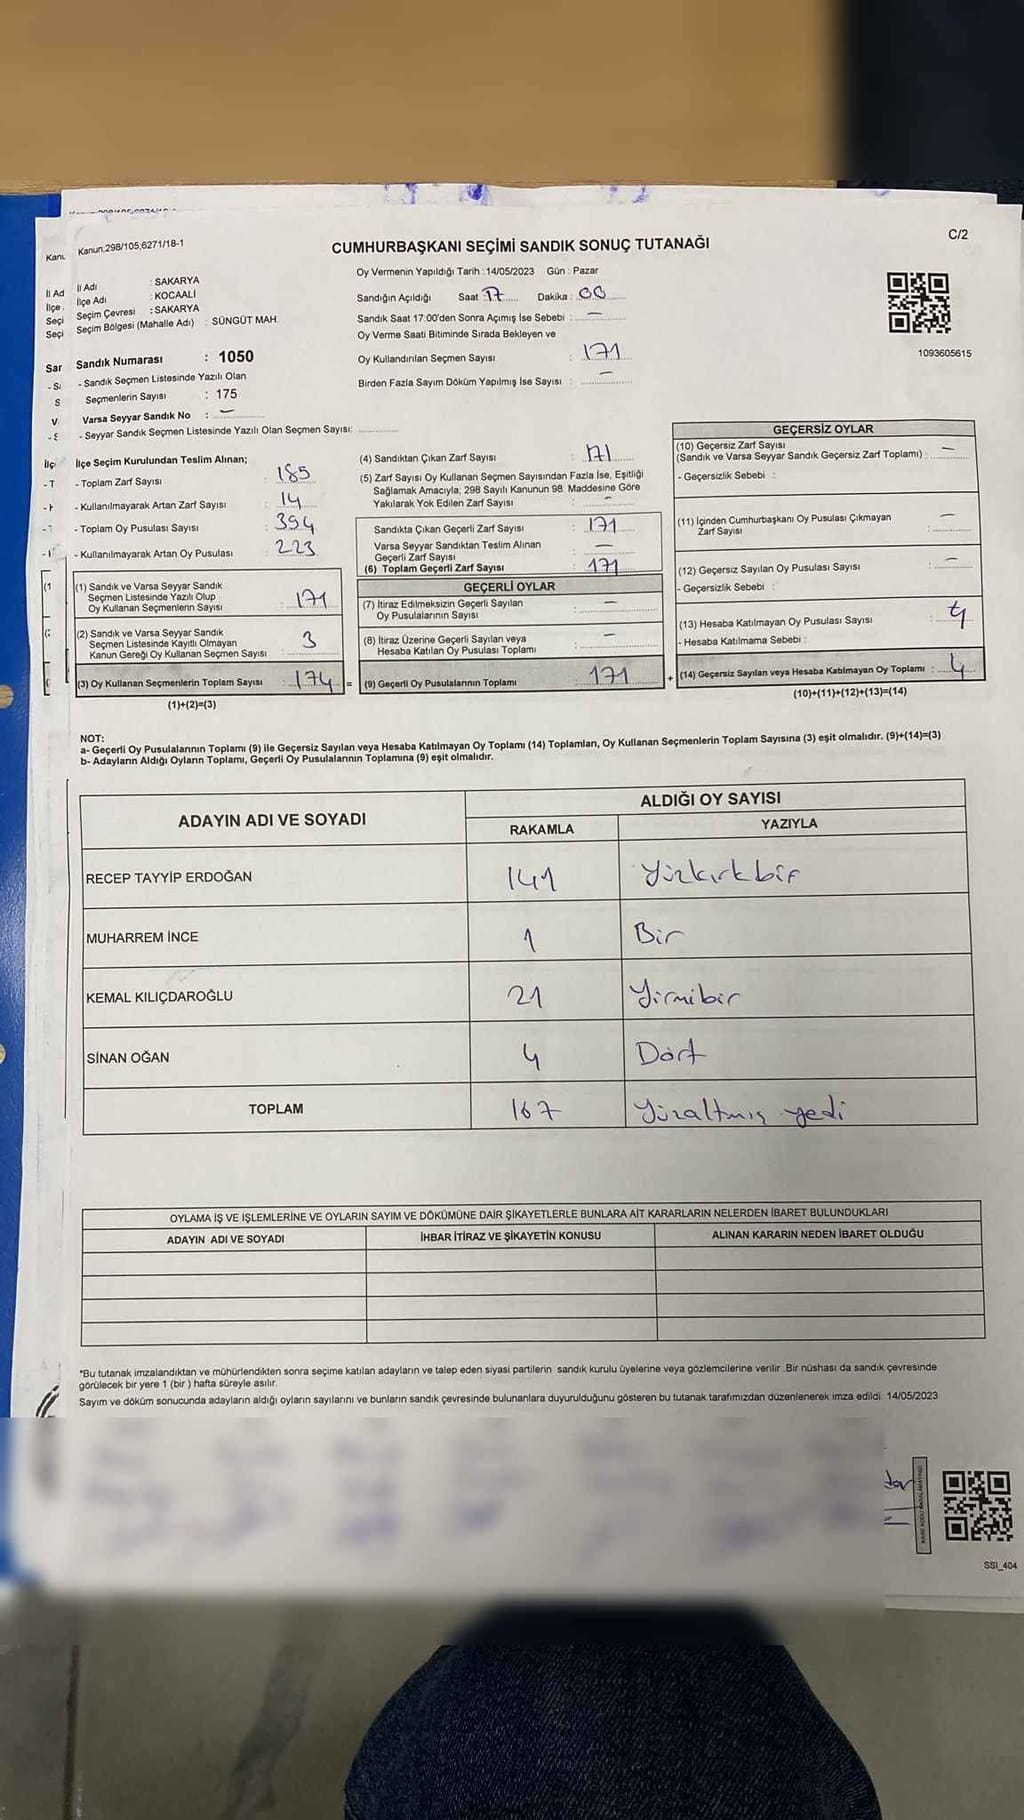 Kanun,298/105,6271/18-1
C/2
CUMHURBAŞKANI SEÇİMİ SANDIK SONUÇ TUTANAĞI
İl Adı : SAKARYA
İlçe Adı : KOCAALİ
Seçim Çevresi : SAKARYA
Seçim Bölgesi (Mahalle Adı) : SÜNGÜT MAH.
Oy Vermenin Yapıldığı Tarih :14/05/2023 Gün : Pazar
Sandığın Açıldığı Saat : 17 Dakika : 00
Sandık Saat 17:00'den Sonra Açımış İse Sebebi : —
Oy Verme Saati Bitiminde Sırada Bekleyen ve
Oy Kullandırılan Seçmen Sayısı : 171
Birden Fazla Sayım Döküm Yapılmış İse Sayısı : —
1093605615
Sandık Numarası : 1050
- Sandık Seçmen Listesinde Yazılı Olan
Seçmenlerin Sayısı : 175
Varsa Seyyar Sandık No : —
- Seyyar Sandık Seçmen Listesinde Yazılı Olan Seçmen Sayısı:
İlçe Seçim Kurulundan Teslim Alınan;
- Toplam Zarf Sayısı : 185
- Kullanılmayarak Artan Zarf Sayısı : 14
- Toplam Oy Pusulası Sayısı : 394
- Kullanılmayarak Artan Oy Pusulası : 223
(1) Sandık ve Varsa Seyyar Sandık
Seçmen Listesinde Yazılı Olup
Oy Kullanan Seçmenlerin Sayısı : 171
(2) Sandık ve Varsa Seyyar Sandık
Seçmen Listesinde Kayıtlı Olmayan
Kanun Gereği Oy Kullanan Seçmen Sayısı : 3
(3) Oy Kullanan Seçmenlerin Toplam Sayısı : 174 =
(1)+(2)=(3)
(4) Sandıktan Çıkan Zarf Sayısı : 171
(5) Zarf Sayısı Oy Kullanan Seçmen Sayısından Fazla İse, Eşitliği
Sağlamak Amacıyla; 298 Sayılı Kanunun 98. Maddesine Göre
Yakılarak Yok Edilen Zarf Sayısı : —
Sandıkta Çıkan Geçerli Zarf Sayısı : 171
Varsa Seyyar Sandıktan Teslim Alınan
Geçerli Zarf Sayısı : —
(6) Toplam Geçerli Zarf Sayısı : 171
GEÇERLİ OYLAR
(7) İtiraz Edilmeksizin Geçerli Sayılan
Oy Pusulalarının Sayısı : —
(8) İtiraz Üzerine Geçerli Sayılan veya
Hesaba Katılan Oy Pusulası Toplamı : —
(9) Geçerli Oy Pusulalarının Toplamı : 171 +
GEÇERSİZ OYLAR
(10) Geçersiz Zarf Sayısı
(Sandık ve Varsa Seyyar Sandık Geçersiz Zarf Toplamı) : —
- Geçersizlik Sebebi :
(11) İçinden Cumhurbaşkanı Oy Pusulası Çıkmayan
Zarf Sayısı : —
(12) Geçersiz Sayılan Oy Pusulası Sayısı : —
- Geçersizlik Sebebi :
(13) Hesaba Katılmayan Oy Pusulası Sayısı : 4
- Hesaba Katılmama Sebebi :
(14) Geçersiz Sayılan veya Hesaba Katılmayan Oy Toplamı : 4
(10)+(11)+(12)+(13)=(14)
NOT:
a- Geçerli Oy Pusulalarının Toplamı (9) ile Geçersiz Sayılan veya Hesaba Katılmayan Oy Toplamı (14) Toplamları, Oy Kullanan Seçmenlerin Toplam Sayısına (3) eşit olmalıdır. (9)+(14)=(3)
b- Adayların Aldığı Oyların Toplamı, Geçerli Oy Pusulalarının Toplamına (9) eşit olmalıdır.
ADAYIN ADI VE SOYADI
ALDIĞI OY SAYISI
RAKAMLA YAZIYLA
RECEP TAYYİP ERDOĞAN 141 Yüzkırkbir
MUHARREM İNCE 1 Bir
KEMAL KILIÇDAROĞLU 21 Yirmibir
SİNAN OĞAN 4 Dört
TOPLAM 167 Yüzaltmış yedi
OYLAMA İŞ VE İŞLEMLERİNE VE OYLARIN SAYIM VE DÖKÜMÜNE DAİR ŞİKAYETLERLE BUNLARA AİT KARARLARIN NELERDEN İBARET BULUNDUKLARI
ADAYIN ADI VE SOYADI İHBAR İTİRAZ VE ŞİKAYETİN KONUSU ALINAN KARARIN NEDEN İBARET OLDUĞU
*Bu tutanak imzalandıktan ve mühürlendikten sonra seçime katılan adayların ve talep eden siyasi partilerin sandık kurulu üyelerine veya gözlemcilerine verilir. Bir nüshası da sandık çevresinde
görülecek bir yere 1 (bir ) hafta süreyle asılır.
Sayım ve döküm sonucunda adayların aldığı oyların sayılarını ve bunların sandık çevresinde bulunanlara duyurulduğunu gösteren bu tutanak tarafımızdan düzenlenerek imza edildi. 14/05/2023
SSI_404